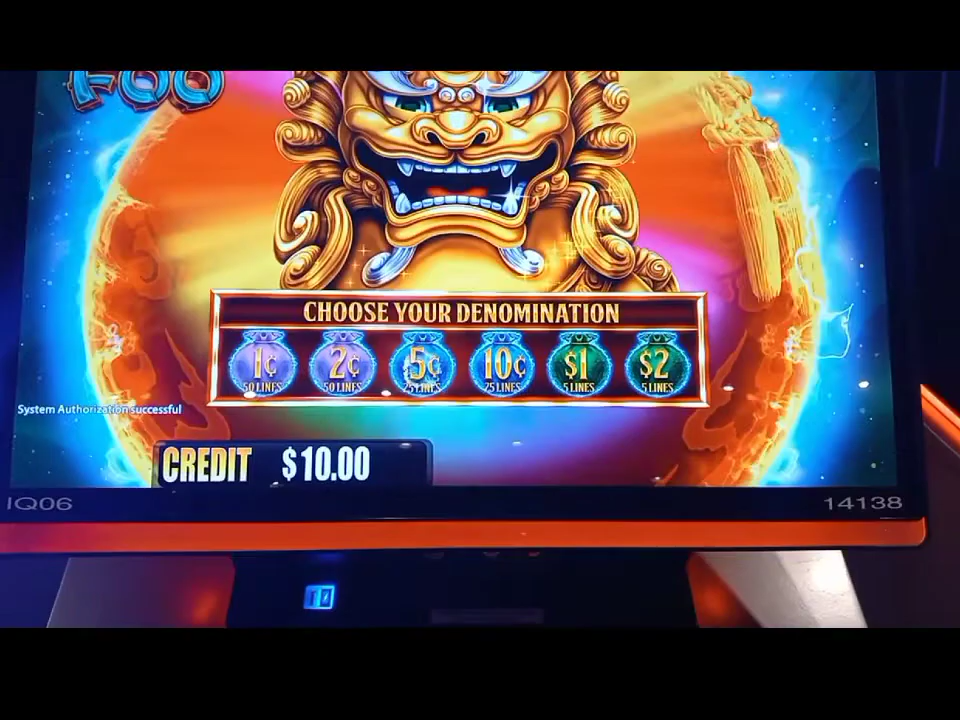 FOO
CHOOSE YOUR DENOMINATION
1¢ 2¢ 5¢ 10¢ $1 $2
50 LINES 50 LINES 25 LINES 25 LINES 5 LINES 5 LINES
System Authorization successful
CREDIT $10.00
IQ06 14138